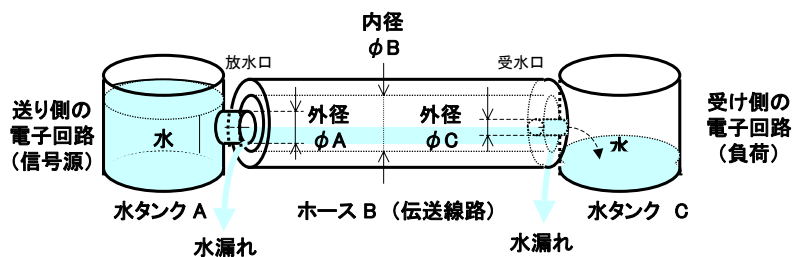 内径
φB
放水口
受水口
送り側の
電子回路
(信号源)
水
外径
φA
外径
φC
水
受け側の
電子回路
(負荷)
水タンク A
ホース B (伝送線路)
水タンク C
水漏れ
水漏れ